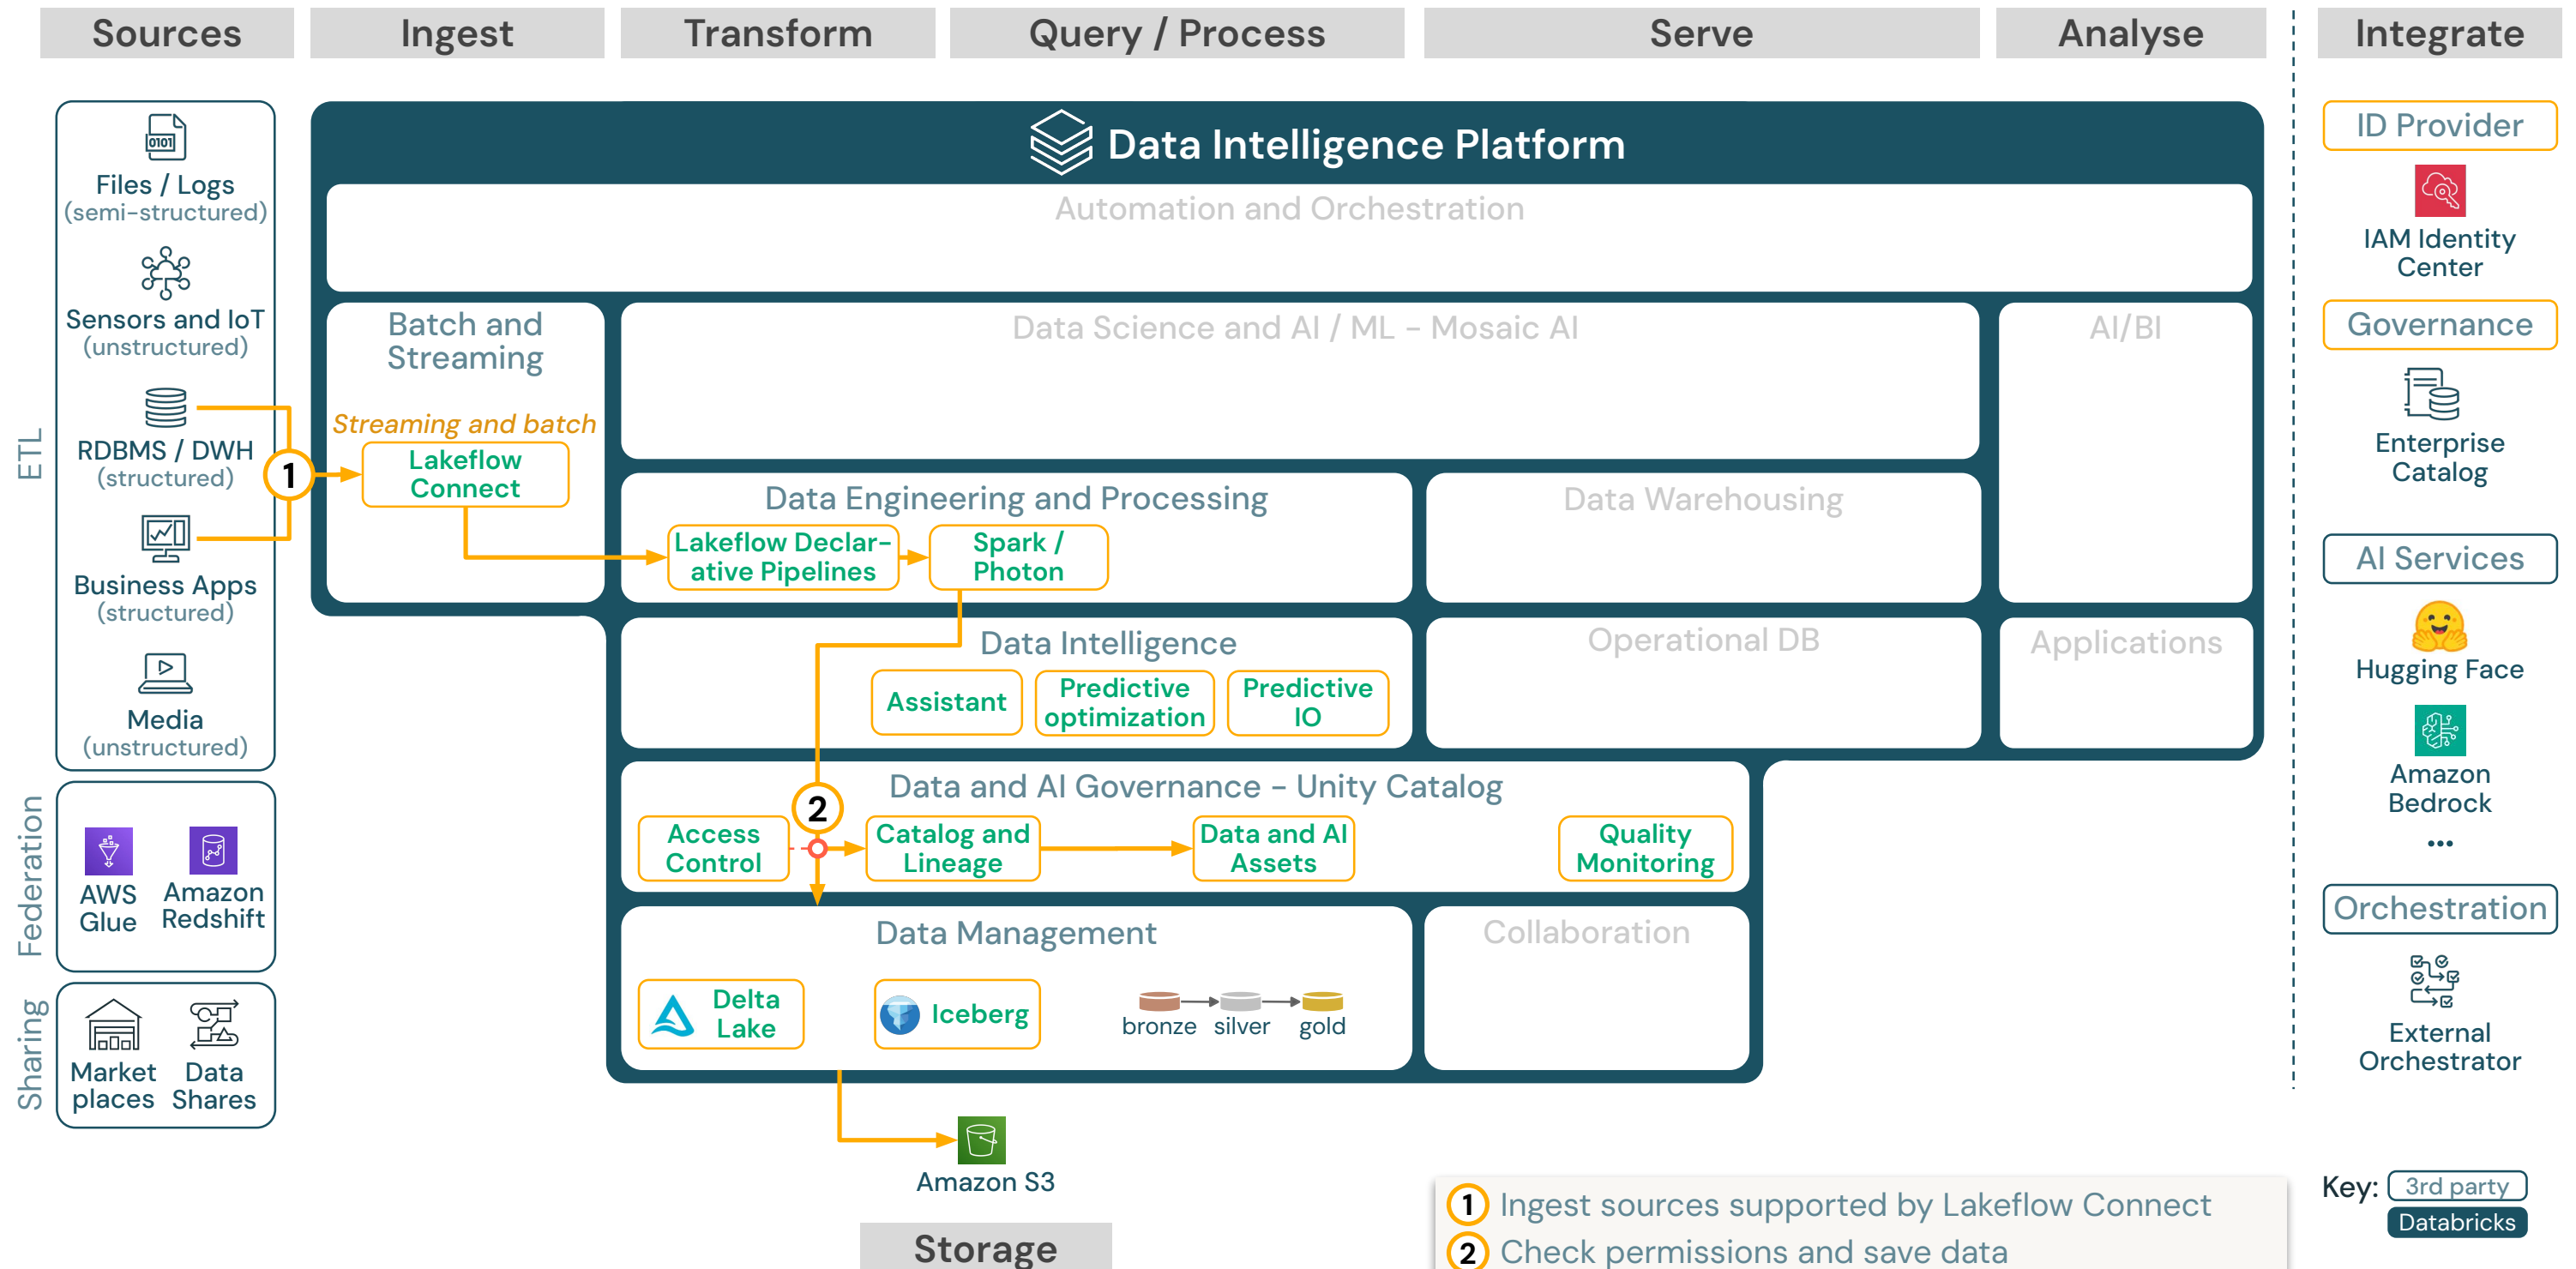 Sources
Ingest
Transform
Query / Process
Serve
Analyse
Integrate
ETL
0101
Files / Logs
(semi-structured)
Sensors and IoT
(unstructured)
RDBMS / DWH
(structured)
Business Apps
(structured)
Media
(unstructured)
Federation
AWS
Glue
Amazon
Redshift
Sharing
Market
places
Data
Shares
1
Data Intelligence Platform
Automation and Orchestration
Batch and
Streaming
Streaming and batch
Lakeflow
Connect
Data Science and AI / ML - Mosaic AI
AI/BI
Data Engineering and Processing
Lakeflow Declar-
ative Pipelines
Spark /
Photon
Data Warehousing
Data Intelligence
Assistant
Predictive
optimization
Predictive
IO
Operational DB
Applications
Data and AI Governance - Unity Catalog
2
Access
Control
Catalog and
Lineage
Data and AI
Assets
Quality
Monitoring
Data Management
Delta
Lake
Iceberg
bronze
silver
gold
Collaboration
Amazon S3
Storage
1 Ingest sources supported by Lakeflow Connect
2 Check permissions and save data
ID Provider
IAM Identity
Center
Governance
Enterprise
Catalog
AI Services
Hugging Face
Amazon
Bedrock
...
Orchestration
External
Orchestrator
Key: 3rd party
Databricks